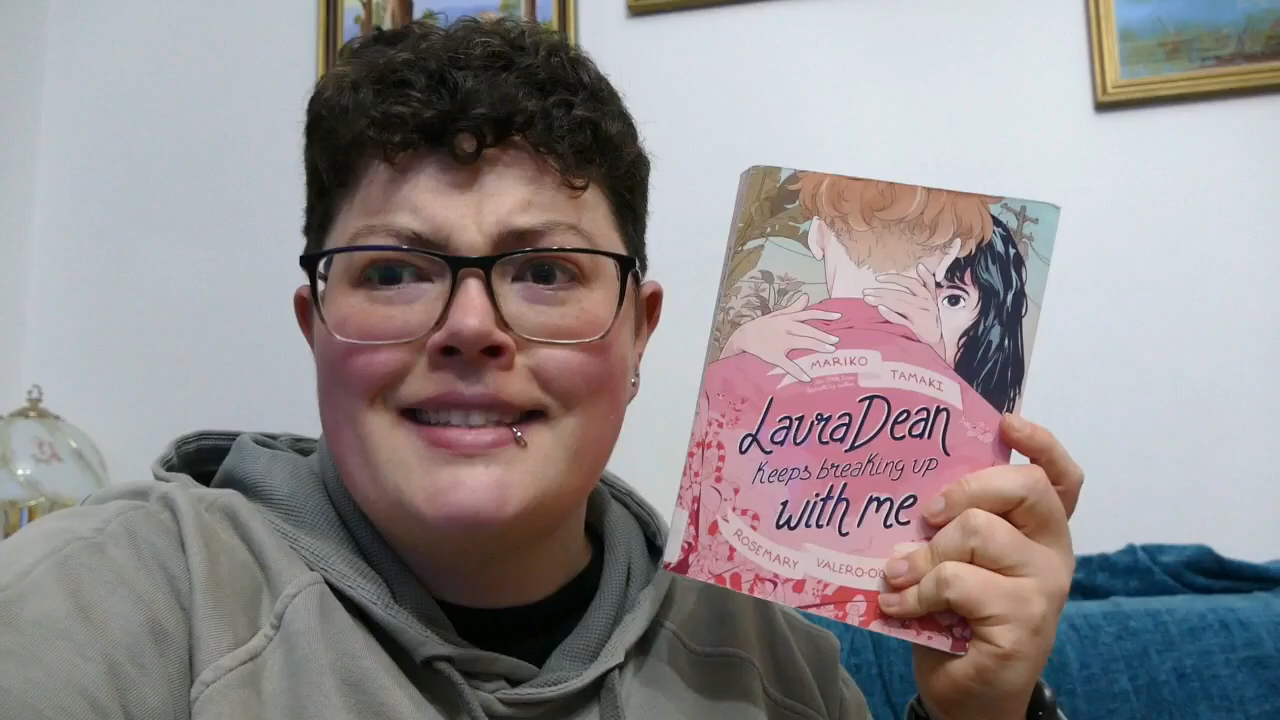 MARIKO TAMAKI
Laura Dean
keeps breaking up
with me
ROSEMARY VALERO-O'